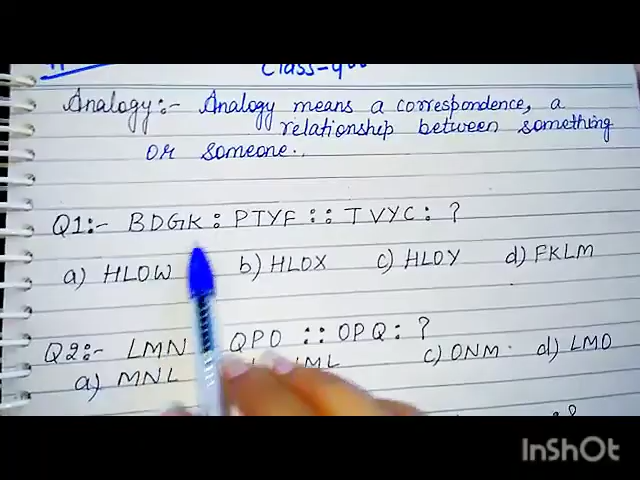 Class-9
Analogy:- Analogy means a correspondence, a
relationship between something
or someone.
Q1:- BDGK : PTYF :: TVYC : ?
a) HLOW b) HLOX c) HLOY d) FKLM
Q2:- LMN QPO :: OPQ : ?
a) MNL c) ONM d) LMO
InShOt